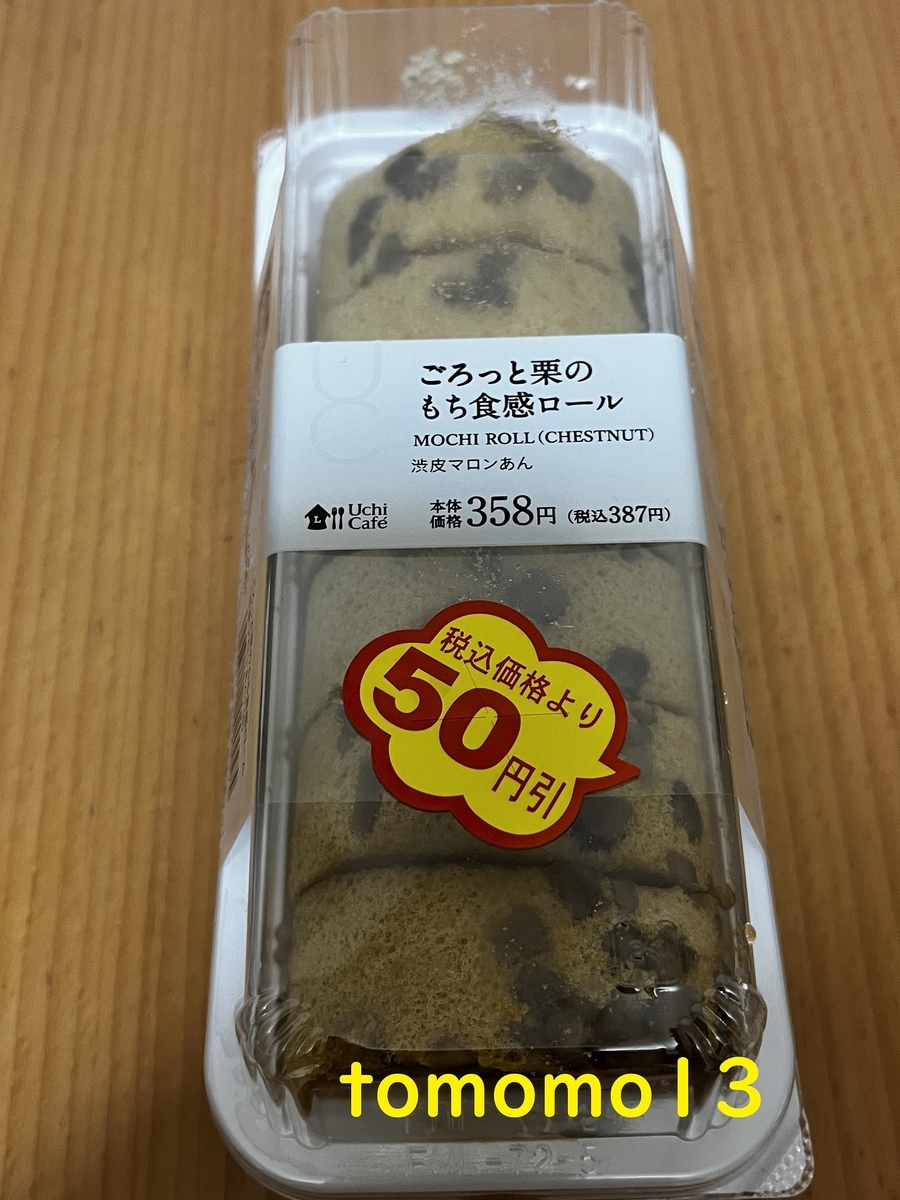 ごろっと栗の
もち食感ロール
MOCHI ROLL (CHESTNUT)
渋皮マロンあん
L Uchi Café
本体価格358円 (税込387円)
税込価格より
50円引
tomomo13